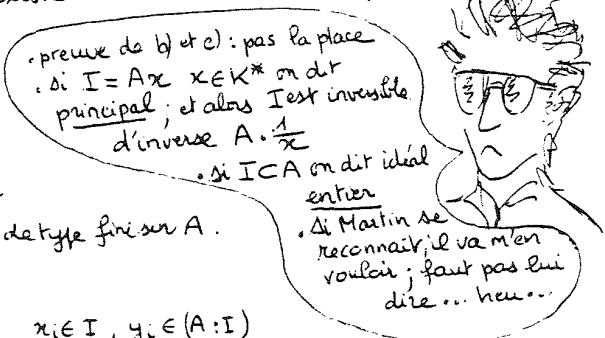 . preuve de b) et c) : pas la place
. si I = Ax x ∈ K* on dit
principal ; et alors I est inversible
d'inverse A . 1/x
. si I ⊂ A on dit idéal
entier
. Si Martin se
reconnait, il va m'en
vouloir ; faut pas lui
dire ... heu ...
de type fini sur A .
xᵢ ∈ I , yᵢ ∈ (A : I)